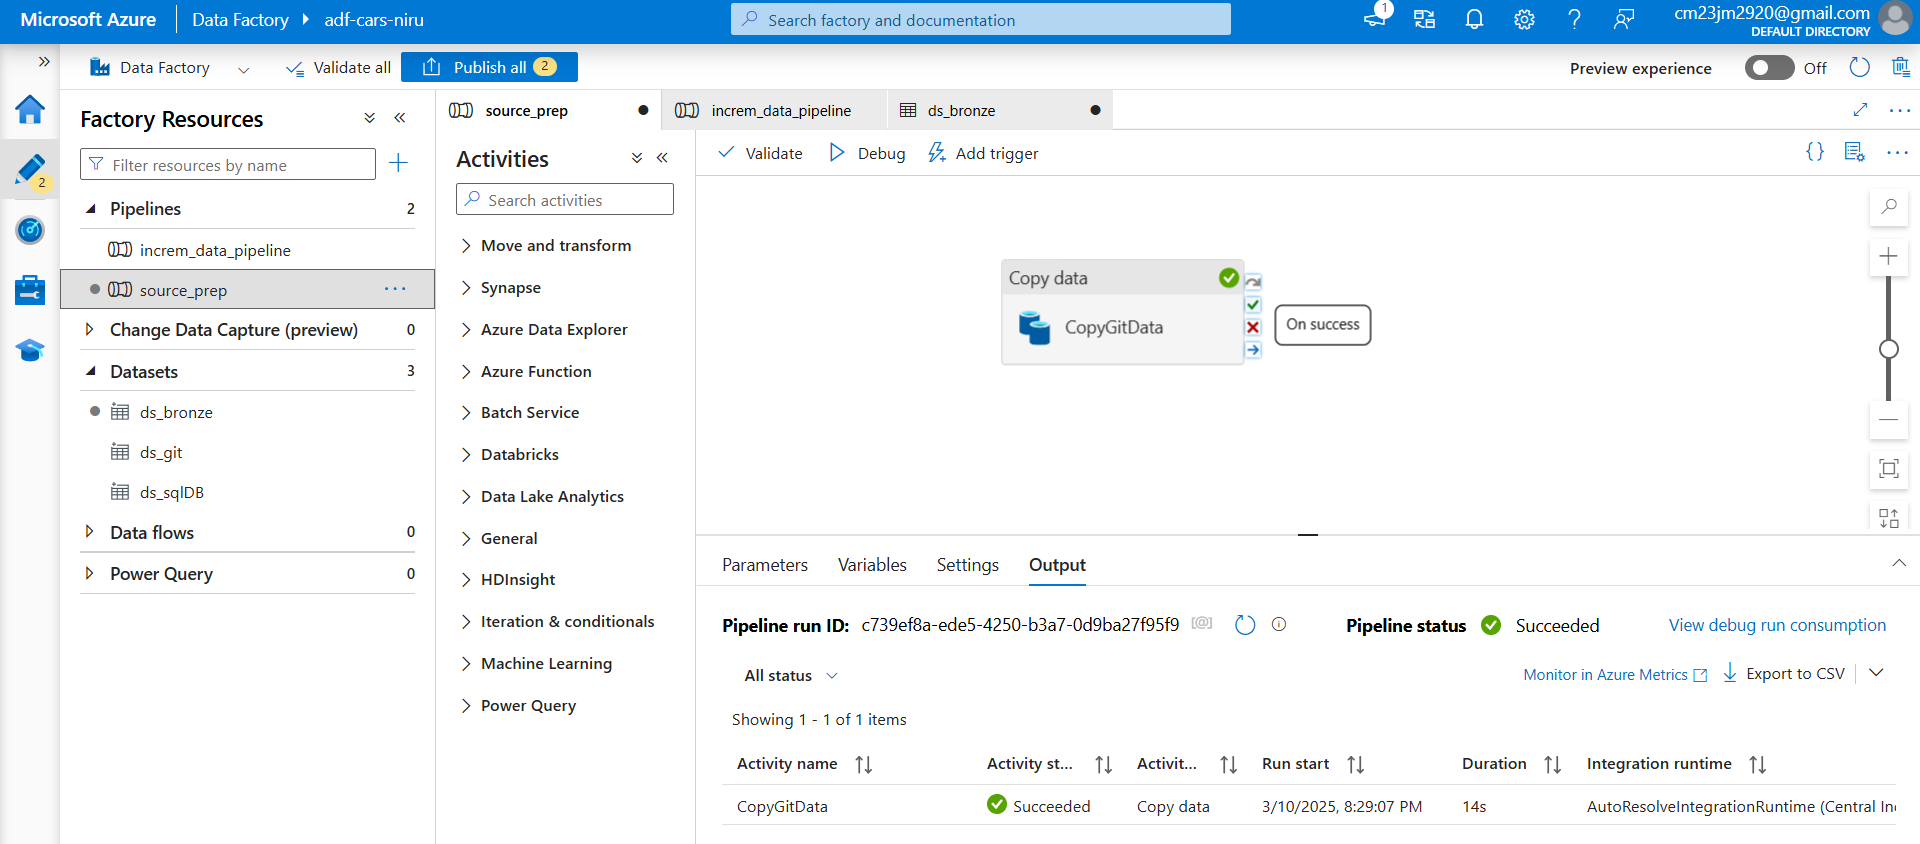 Microsoft Azure
Data Factory
adf-cars-niru
Search factory and documentation
1
cm23jm2920@gmail.com
DEFAULT DIRECTORY
Data Factory
Validate all
Publish all
2
Preview experience
Off
2
Factory Resources
Filter resources by name
Pipelines 2
increm_data_pipeline
source_prep
Change Data Capture (preview) 0
Datasets 3
ds_bronze
ds_git
ds_sqlDB
Data flows 0
Power Query 0
source_prep
increm_data_pipeline
ds_bronze
Activities
Search activities
Move and transform
Synapse
Azure Data Explorer
Azure Function
Batch Service
Databricks
Data Lake Analytics
General
HDInsight
Iteration & conditionals
Machine Learning
Power Query
Validate
Debug
Add trigger
Copy data
CopyGitData
On success
Parameters Variables Settings Output
Pipeline run ID: c739ef8a-ede5-4250-b3a7-0d9ba27f95f9
Pipeline status Succeeded
View debug run consumption
All status
Monitor in Azure Metrics
Export to CSV
Showing 1 - 1 of 1 items
Activity name Activity st... Activit... Run start Duration Integration runtime
CopyGitData Succeeded Copy data 3/10/2025, 8:29:07 PM 14s AutoResolveIntegrationRuntime (Central In